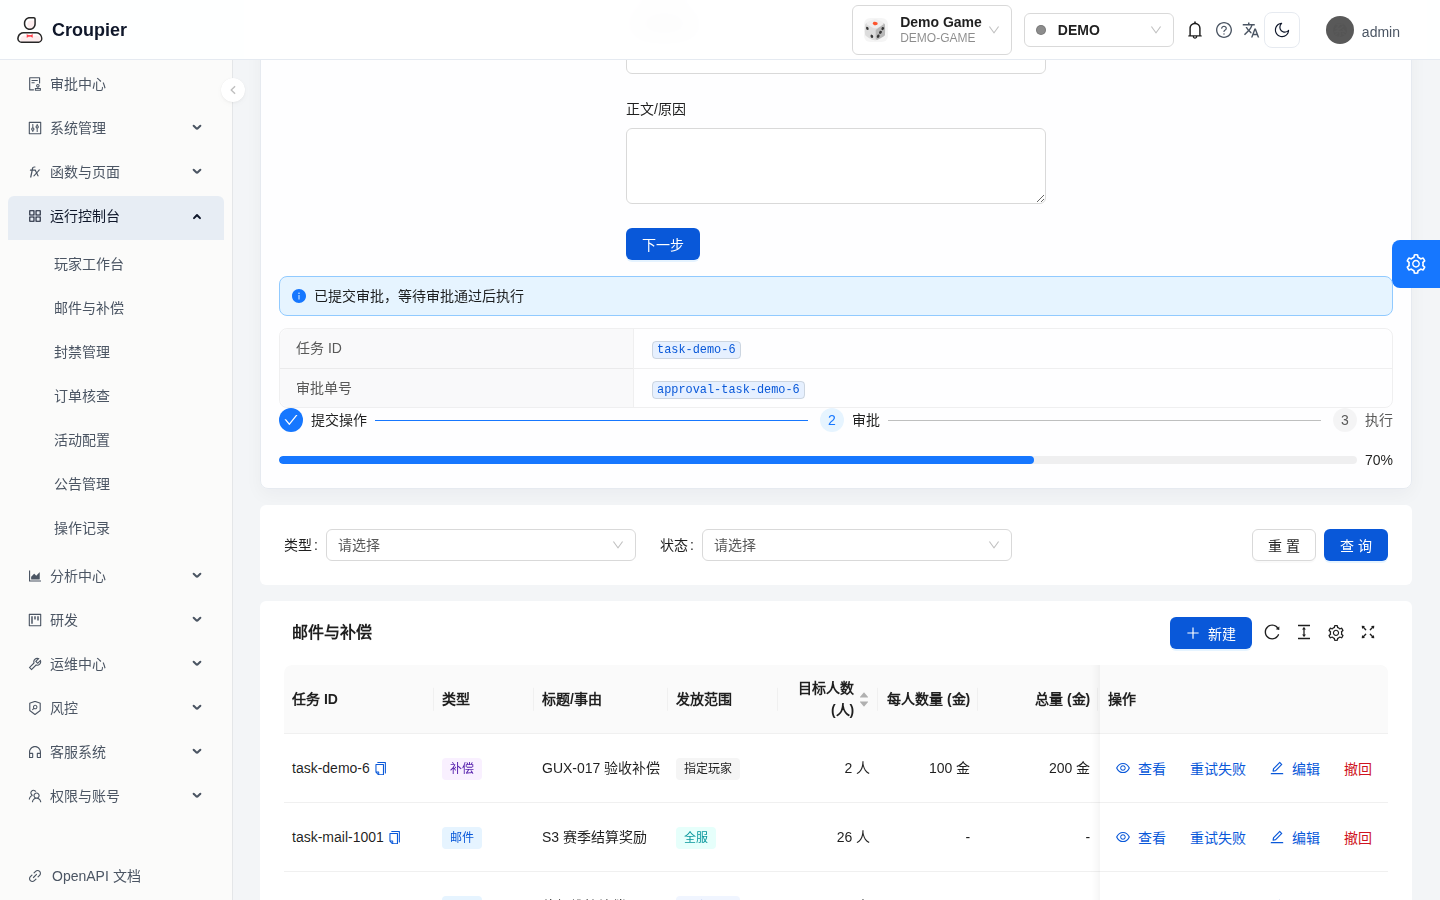 Croupier
Demo Game
DEMO-GAME
DEMO
admin
审批中心
系统管理
函数与页面
运行控制台
玩家工作台
邮件与补偿
封禁管理
订单核查
活动配置
公告管理
操作记录
分析中心
研发
运维中心
风控
客服系统
权限与账号
OpenAPI 文档
正文/原因
下一步
已提交审批，等待审批通过后执行
任务 ID
task-demo-6
审批单号
approval-task-demo-6
提交操作
2 审批
3 执行
70%
类型: 请选择
状态: 请选择
重 置
查 询
邮件与补偿
新建
任务 ID 类型 标题/事由 发放范围 目标人数 (人) 每人数量 (金) 总量 (金) 操作
task-demo-6 补偿 GUX-017 验收补偿 指定玩家 2 人 100 金 200 金 查看 重试失败 编辑 撤回
task-mail-1001 邮件 S3 赛季结算奖励 全服 26 人 - - 查看 重试失败 编辑 撤回